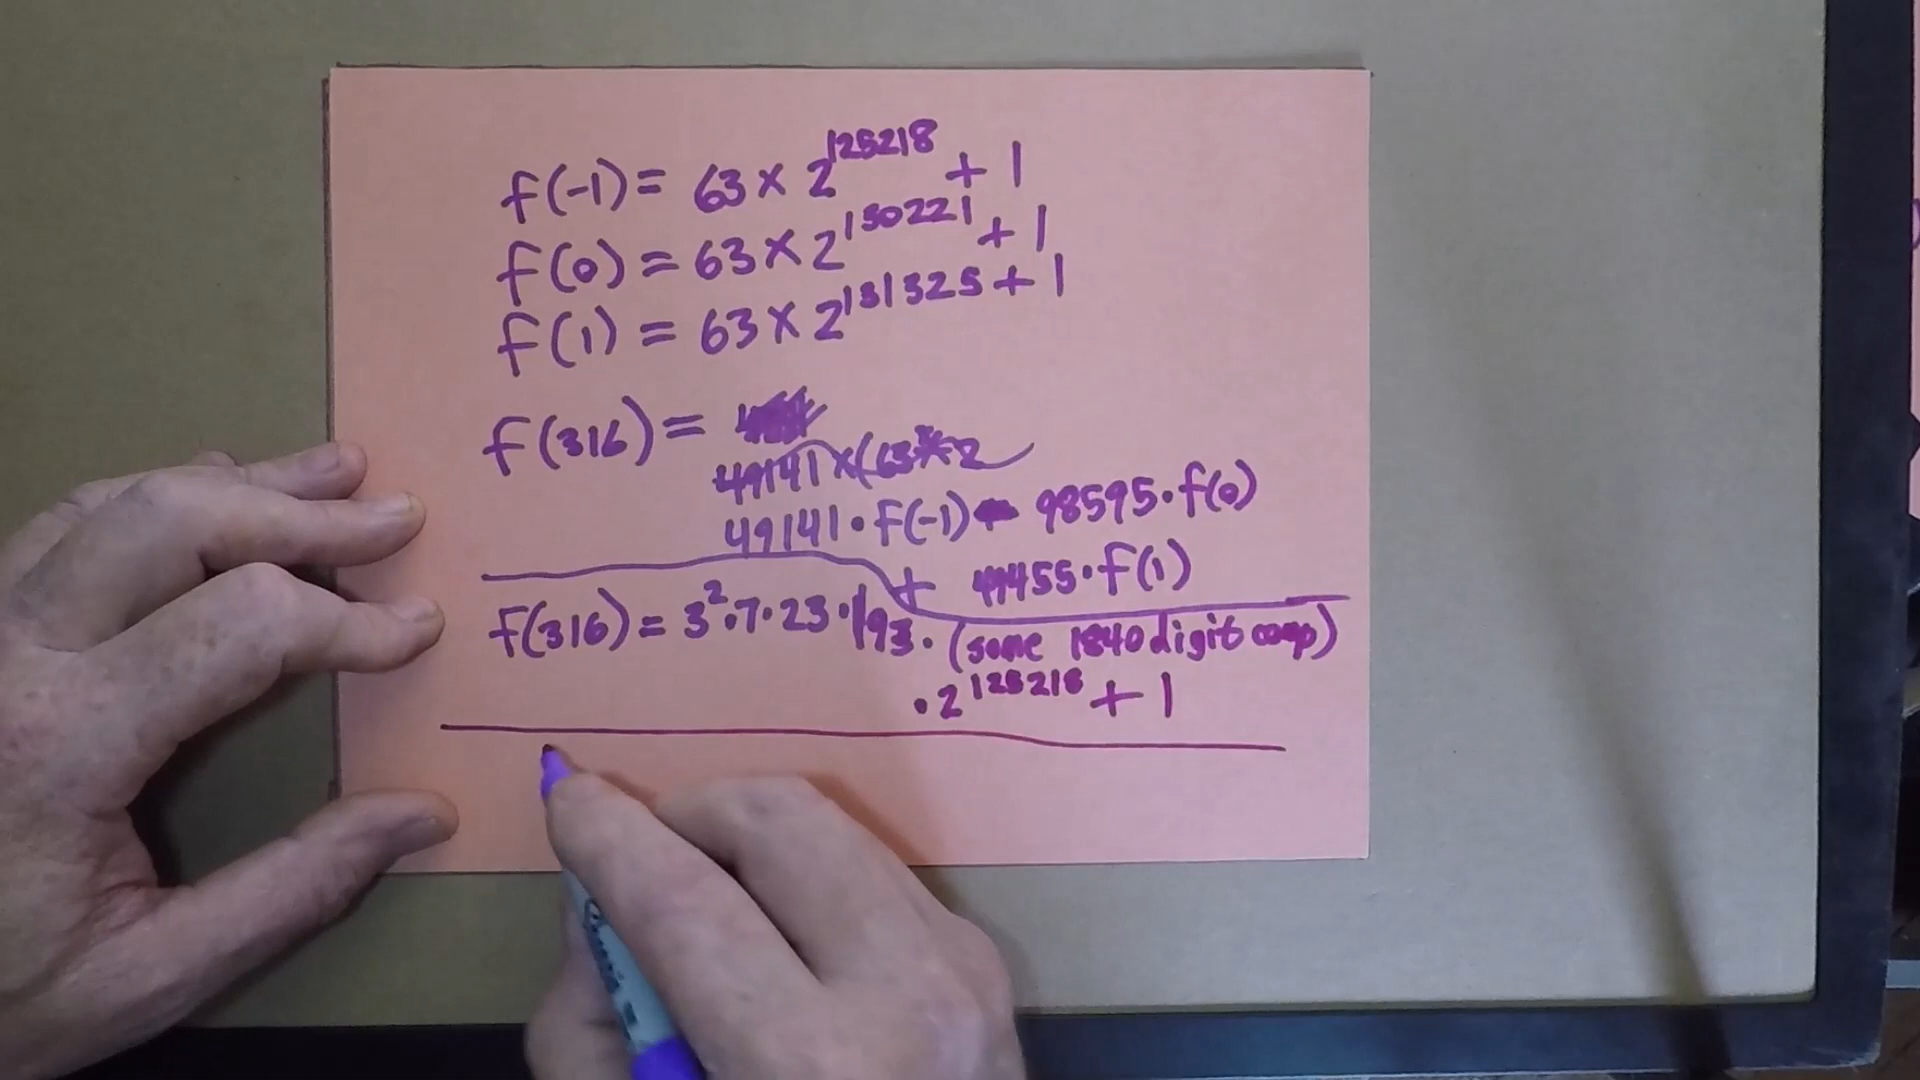 f(-1) = 63 × 2^125218 + 1
f(0) = 63 × 2^130221 + 1
f(1) = 63 × 2^131325 + 1
f(316) =
49141 × (63 × 2
49141 · f(-1) - 98595 · f(0)
+ 49455 · f(1)
f(316) = 3² · 7 · 23 · 193 · (some 1840 digit comp)
· 2^125218 + 1